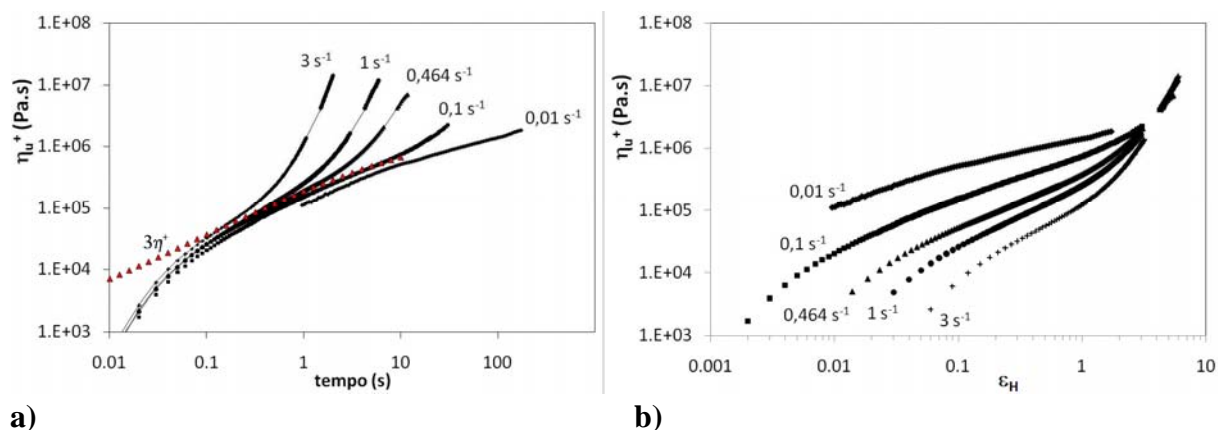 η_u⁺ (Pa.s)
1.E+08
1.E+07
1.E+06
1.E+05
1.E+04
1.E+03
3 s⁻¹
1 s⁻¹
0,464 s⁻¹
0,1 s⁻¹
0,01 s⁻¹
3η⁺
0.01 0.1 1 10 100
tempo (s)
a)
η_u⁺ (Pa.s)
1.E+08
1.E+07
1.E+06
1.E+05
1.E+04
1.E+03
0,01 s⁻¹
0,1 s⁻¹
0,464 s⁻¹
1 s⁻¹
3 s⁻¹
0.001 0.01 0.1 1 10
ε_H
b)